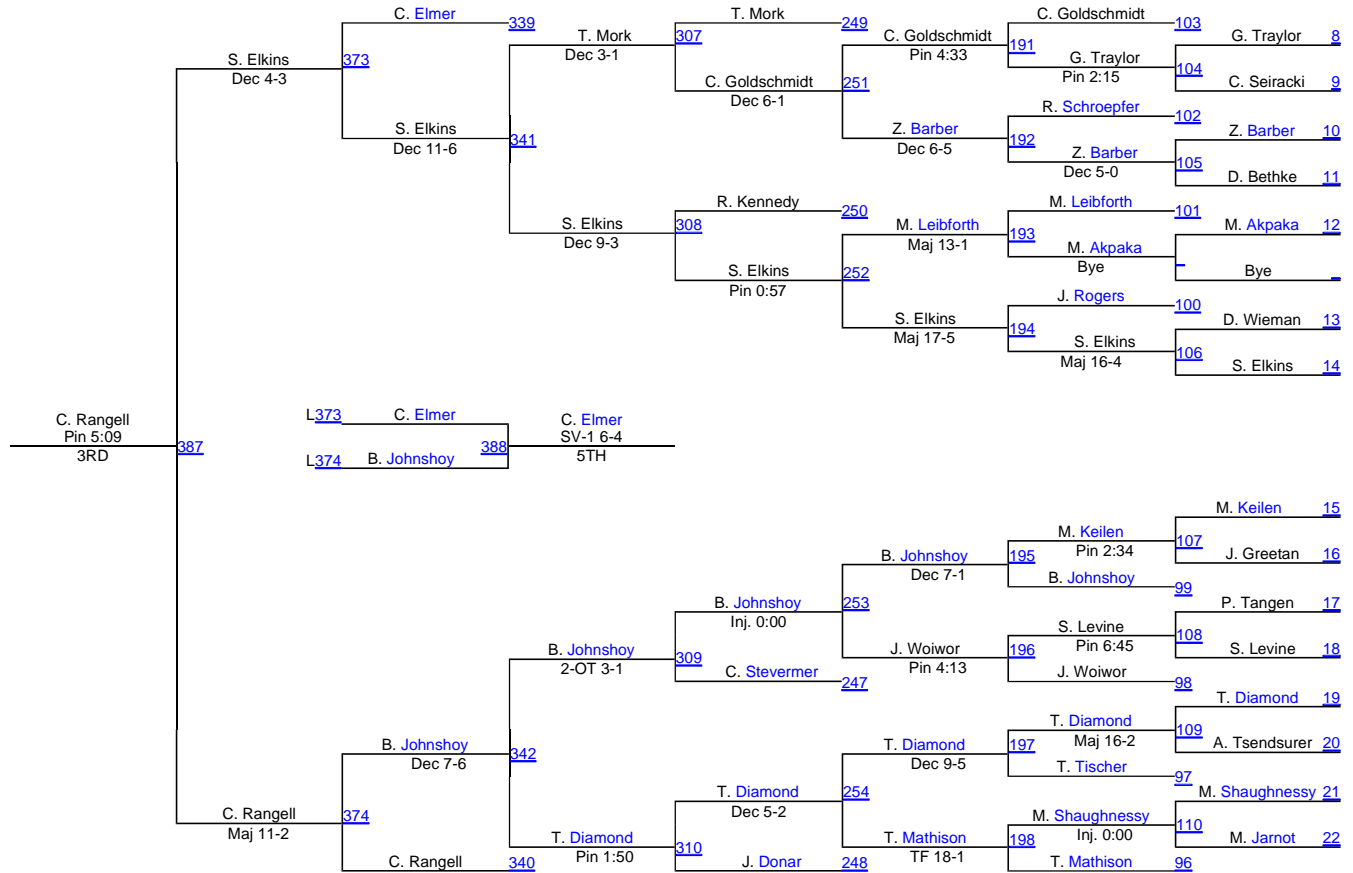 C. Elmer 339
T. Mork 249
C. Goldschmidt 103
T. Mork 307
Dec 3-1
C. Goldschmidt 191
Pin 4:33
G. Traylor 8
S. Elkins 373
Dec 4-3
G. Traylor 104
Pin 2:15
C. Goldschmidt 251
Dec 6-1
C. Seiracki 9
R. Schroepfer 102
S. Elkins 341
Dec 11-6
Z. Barber 192
Dec 6-5
Z. Barber 10
Z. Barber 105
Dec 5-0
D. Bethke 11
R. Kennedy 250
M. Leibforth 101
S. Elkins 308
Dec 9-3
M. Leibforth 193
Maj 13-1
M. Akpaka 12
M. Akpaka
Bye
S. Elkins 252
Pin 0:57
Bye
J. Rogers 100
S. Elkins 194
Maj 17-5
D. Wieman 13
S. Elkins 106
Maj 16-4
S. Elkins 14
C. Rangell
Pin 5:09
3RD
387
L373 C. Elmer
388
C. Elmer
SV-1 6-4
5TH
L374 B. Johnshoy
M. Keilen 15
M. Keilen 107
Pin 2:34
J. Greetan 16
B. Johnshoy 195
Dec 7-1
B. Johnshoy 99
B. Johnshoy 253
Inj. 0:00
P. Tangen 17
S. Levine 108
Pin 6:45
J. Woiwor 196
Pin 4:13
S. Levine 18
B. Johnshoy 309
2-OT 3-1
C. Stevermer 247
J. Woiwor 98
T. Diamond 19
T. Diamond 109
Maj 16-2
B. Johnshoy 342
Dec 7-6
T. Diamond 197
Dec 9-5
A. Tsendsurer 20
T. Tischer 97
T. Diamond 254
Dec 5-2
M. Shaughnessy 21
C. Rangell 374
Maj 11-2
M. Shaughnessy 110
Inj. 0:00
T. Diamond 310
Pin 1:50
T. Mathison 198
TF 18-1
M. Jarnot 22
C. Rangell 340
J. Donar 248
T. Mathison 96